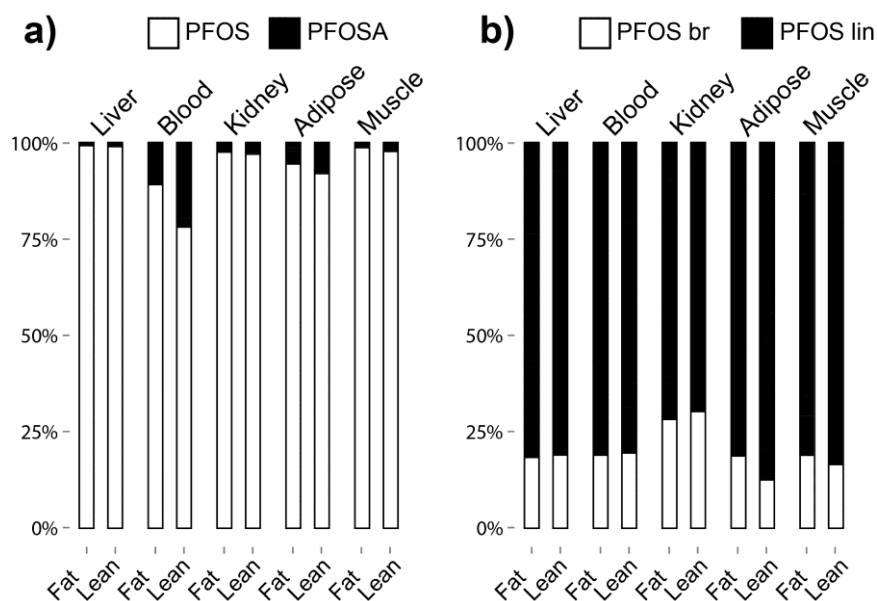 a) PFOS PFOSA
Liver Blood Kidney Adipose Muscle
100%
75%
50%
25%
0%
Fat Lean Fat Lean Fat Lean Fat Lean Fat Lean
b) PFOS br PFOS lin
Liver Blood Kidney Adipose Muscle
100%
75%
50%
25%
0%
Fat Lean Fat Lean Fat Lean Fat Lean Fat Lean